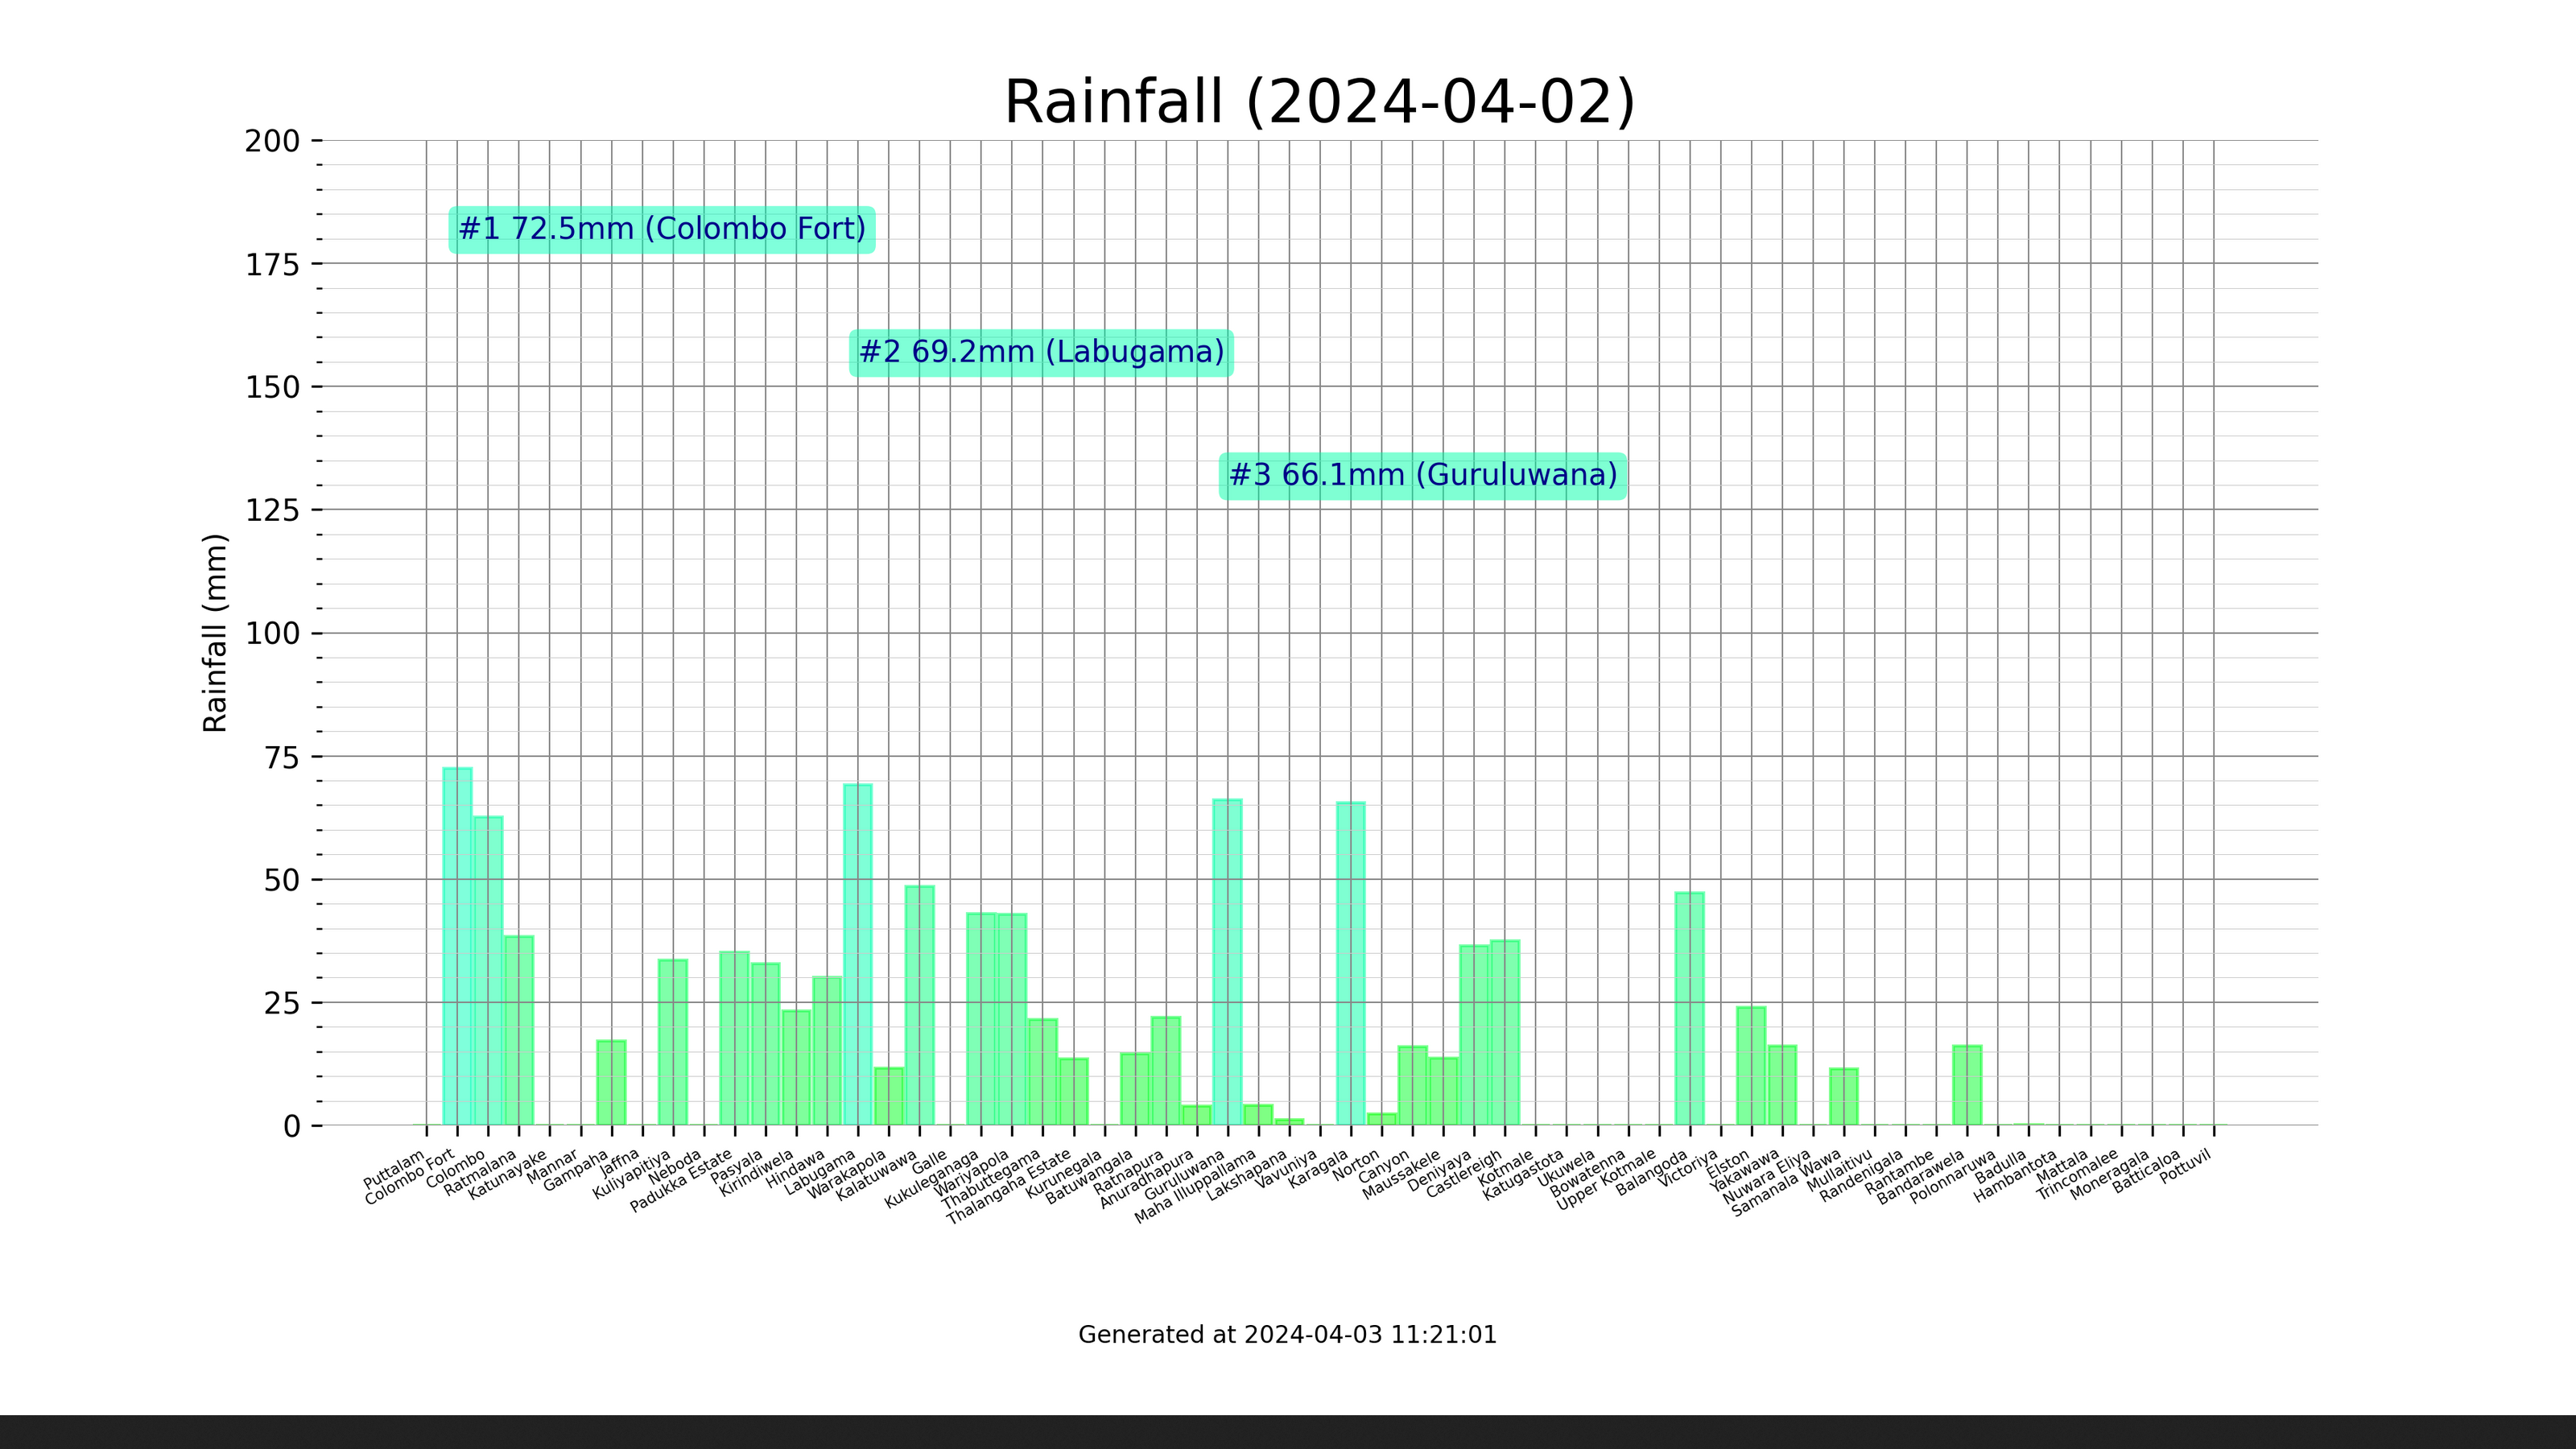 Rainfall (2024-04-02)
200
175
150
125
100
75
50
25
0
Rainfall (mm)
#1 72.5mm (Colombo Fort)
#2 69.2mm (Labugama)
#3 66.1mm (Guruluwana)
Puttalam
Colombo Fort
Colombo
Ratmalana
Katunayake
Mannar
Gampaha
Jaffna
Kuliyapitiya
Neboda
Padukka Estate
Pasyala
Kirindiwela
Hindawa
Labugama
Warakapola
Kalatuwawa
Galle
Kukuleganaga
Wariyapola
Thabuttegama
Thalangaha Estate
Kurunegala
Batuwangala
Ratnapura
Anuradhapura
Guruluwana
Maha Illuppallama
Lakshapana
Vavuniya
Karagala
Norton
Canyon
Maussakele
Deniyaya
Castlereigh
Kotmale
Katugastota
Ukuwela
Bowatenna
Upper Kotmale
Balangoda
Victoriya
Elston
Yakawawa
Nuwara Eliya
Samanala Wawa
Mullaitivu
Randenigala
Rantambe
Bandarawela
Polonnaruwa
Badulla
Hambantota
Mattala
Trincomalee
Moneragala
Batticaloa
Pottuvil
Generated at 2024-04-03 11:21:01